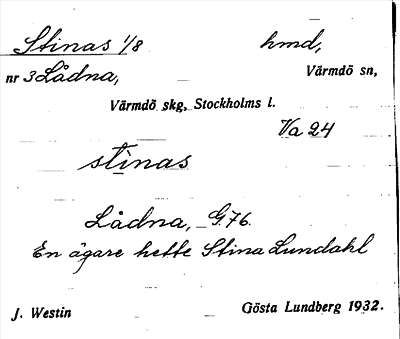 Stinas 1/8 hmd,
nr 3 Lådna, Värmdö sn,
Värmdö skg, Stockholms l.
Va 24
stinas
Lådna, G. 76.
En ägare hette Stina Lundahl
J. Westin Gösta Lundberg 1932.